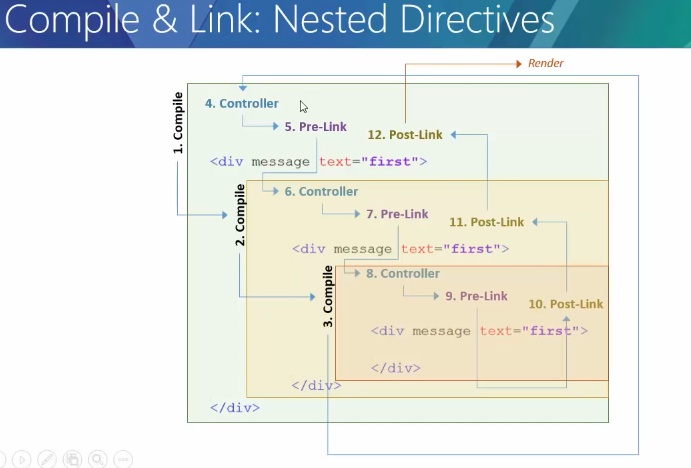 Compile & Link: Nested Directives
Render
1. Compile
4. Controller
5. Pre-Link
12. Post-Link
<div message text="first">
2. Compile
6. Controller
7. Pre-Link
11. Post-Link
<div message text="first">
3. Compile
8. Controller
9. Pre-Link
10. Post-Link
<div message text="first">
</div>
</div>
</div>